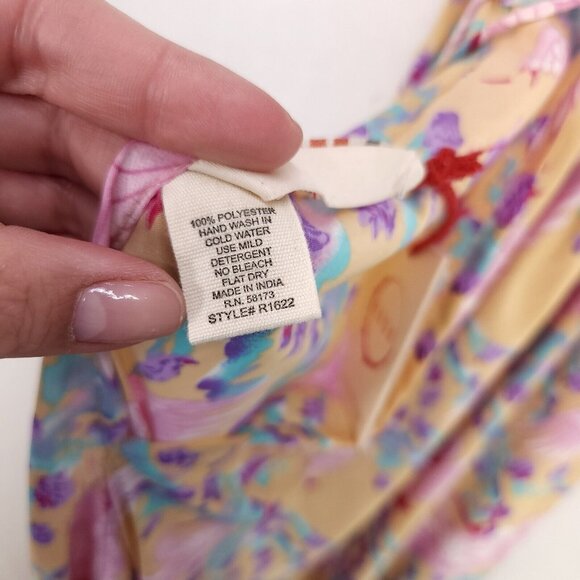 100% POLYESTER
HAND WASH IN
COLD WATER
USE MILD
DETERGENT
NO BLEACH
FLAT DRY
MADE IN INDIA
R.N. 58173
STYLE# R1622